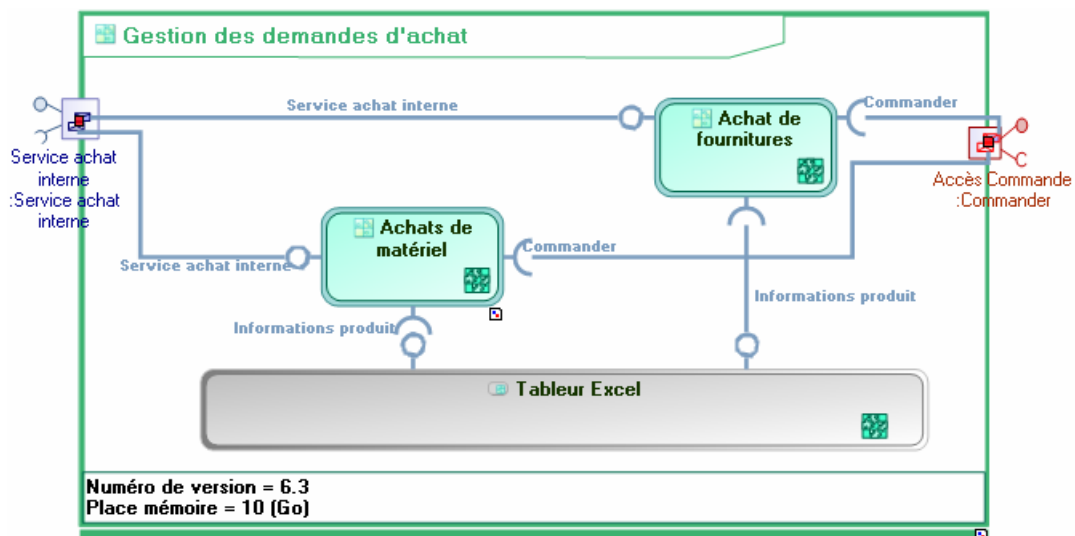 Gestion des demandes d'achat
Service achat interne
Commander
Achat de
fournitures
Service achat
interne
:Service achat
interne
Accès Commande
:Commander
Achats de
matériel
Commander
Service achat interne
Informations produit
Informations produit
Tableur Excel
Numéro de version = 6.3
Place mémoire = 10 (Go)